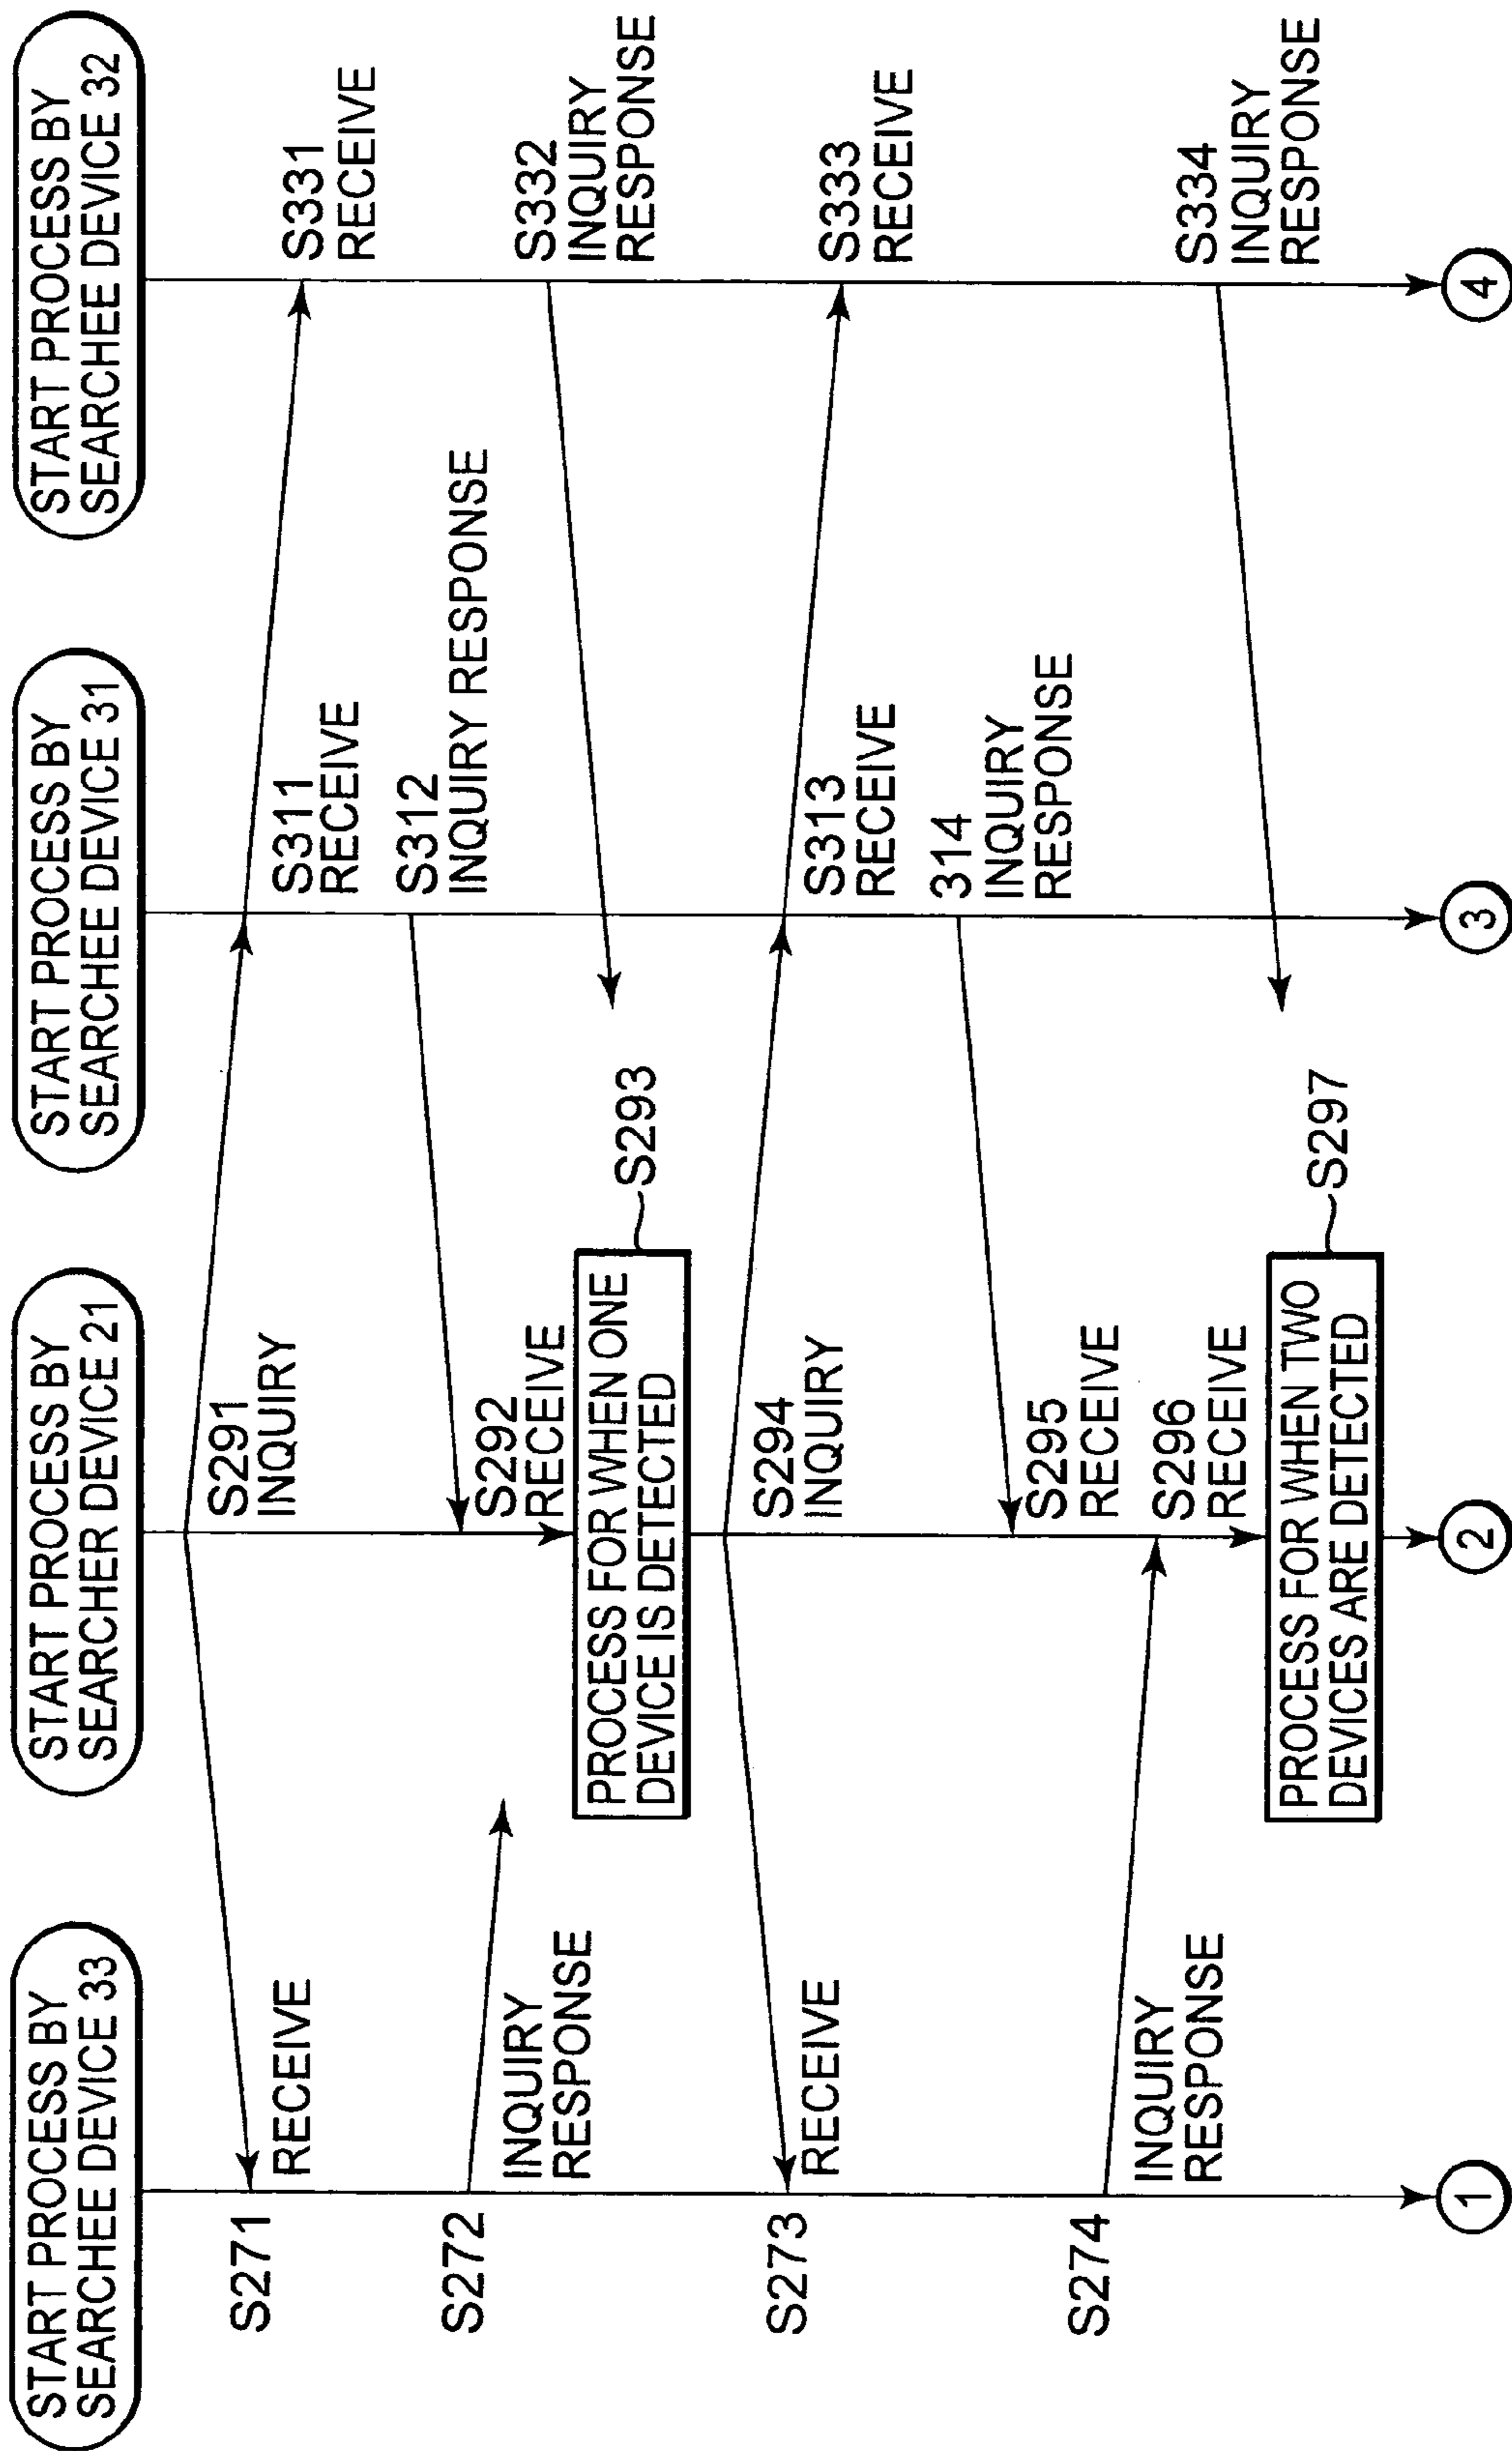 START PROCESS BY
SEARCHEE DEVICE 33
START PROCESS BY
SEARCHER DEVICE 21
START PROCESS BY
SEARCHEE DEVICE 31
START PROCESS BY
SEARCHEE DEVICE 32
S271
RECEIVE
S291
INQUIRY
S311
RECEIVE
S331
RECEIVE
S272
INQUIRY
RESPONSE
S292
RECEIVE
S312
INQUIRY RESPONSE
S332
INQUIRY
RESPONSE
PROCESS FOR WHEN ONE
DEVICE IS DETECTED
S293
S273
RECEIVE
S294
INQUIRY
S313
RECEIVE
S333
RECEIVE
S274
INQUIRY
RESPONSE
S295
RECEIVE
S296
RECEIVE
314
INQUIRY
RESPONSE
S334
INQUIRY
RESPONSE
PROCESS FOR WHEN TWO
DEVICES ARE DETECTED
S297
1
2
3
4